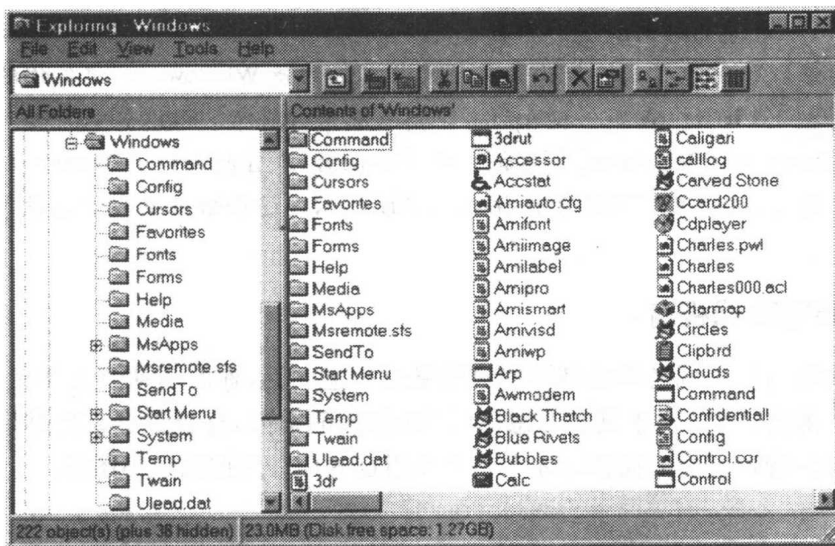 Exploring - Windows
File Edit View Tools Help
Windows
All Folders
Contents of 'Windows'
Windows
Command
Config
Cursors
Favorites
Fonts
Forms
Help
Media
MsApps
Msremote.sfs
SendTo
Start Menu
System
Temp
Twain
Ulead.dat
Command
Config
Cursors
Favorites
Fonts
Forms
Help
Media
MsApps
Msremote.sfs
SendTo
Start Menu
System
Temp
Twain
Ulead.dat
3dr
3drut
Accessor
Accstat
Amiauto.cfg
Amifont
Amiimage
Amilabel
Amipro
Amismart
Amivisd
Amiwp
Arp
Awmodem
Black Thatch
Blue Rivets
Bubbles
Calc
Caligari
calllog
Carved Stone
Ccard200
Cdplayer
Charles.pwl
Charles
Charles000.acl
Charmap
Circles
Clipbrd
Clouds
Command
Confidentiall
Config
Control.cor
Control
222 object(s) (plus 38 hidden) 23.0MB (Disk free space: 1.27GB)